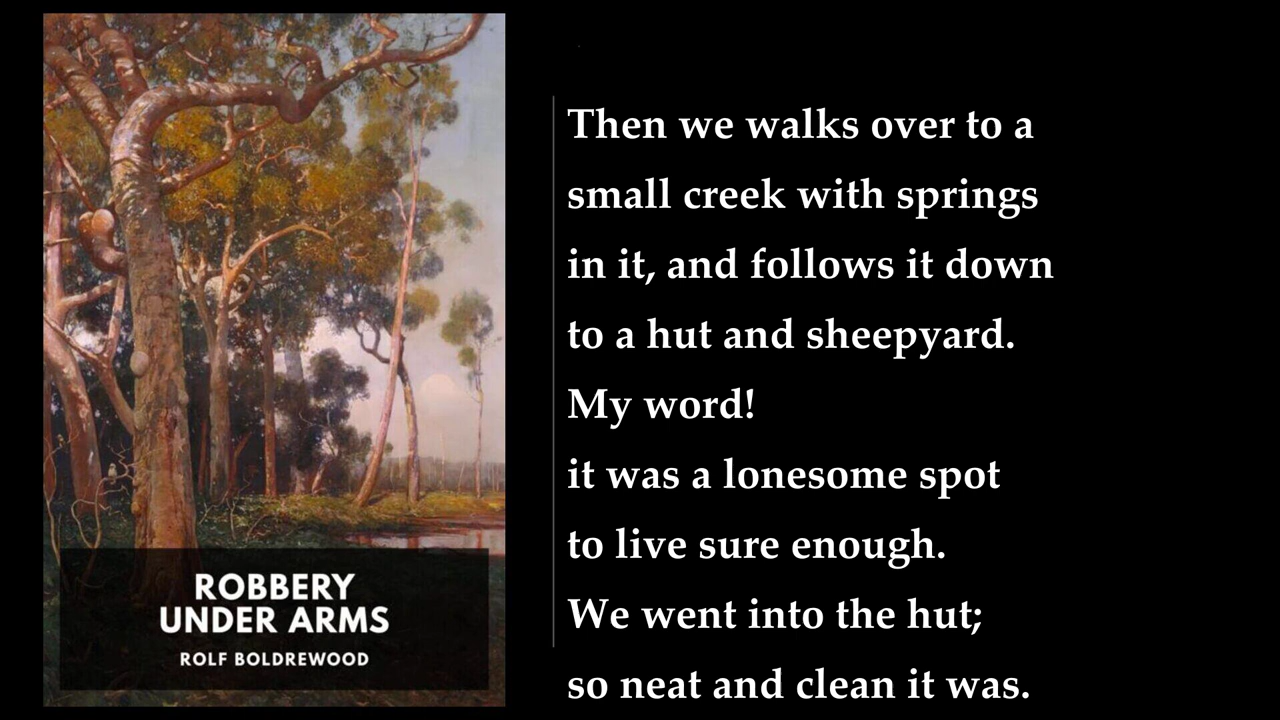 ROBBERY
UNDER ARMS
ROLF BOLDREWOOD
Then we walks over to a
small creek with springs
in it, and follows it down
to a hut and sheepyard.
My word!
it was a lonesome spot
to live sure enough.
We went into the hut;
so neat and clean it was.